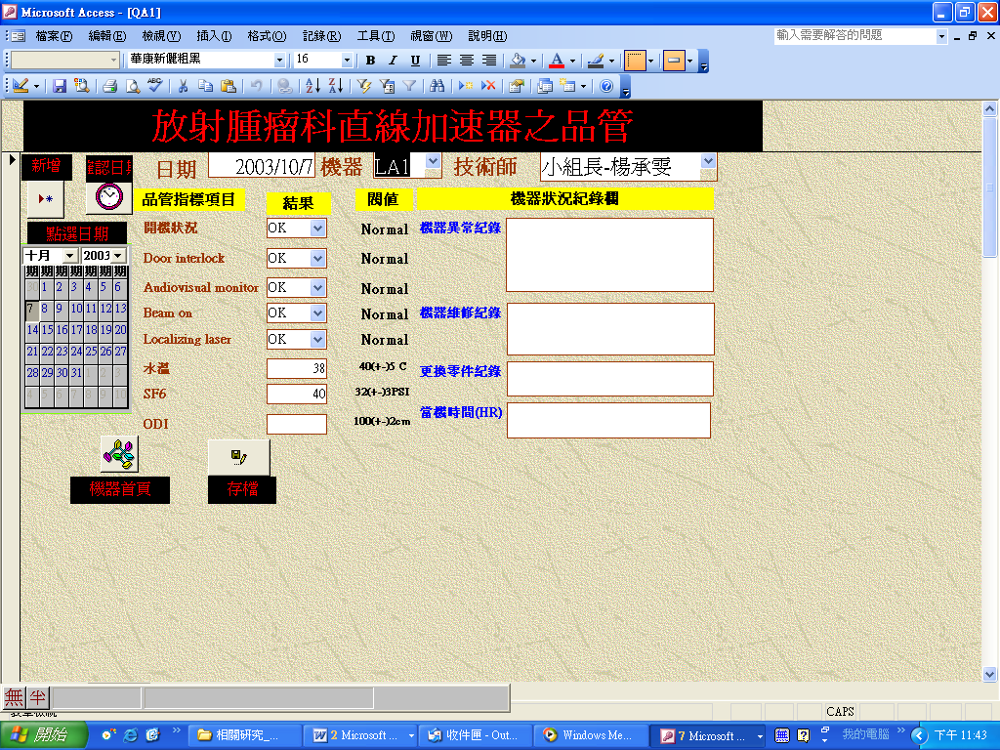 Microsoft Access - [QA1]
檔案(F) 編輯(E) 檢視(V) 插入(I) 格式(O) 記錄(R) 工具(T) 視窗(W) 說明(H) 輸入需要解答的問題
華康新儷粗黑 16 B I U
放射腫瘤科直線加速器之品管
新增 確認日期 日期 2003/10/7 機器 LA1 技術師 小組長-楊承雯
品管指標項目 結果 閥值 機器狀況紀錄欄
點選日期
開機狀況 OK Normal 機器異常紀錄
十月 2003
期 期 期 期 期 期 期
Door interlock OK Normal
30 1 2 3 4 5 6
Audiovisual monitor OK Normal
7 8 9 10 11 12 13
Beam on OK Normal 機器維修紀錄
14 15 16 17 18 19 20
Localizing laser OK Normal
21 22 23 24 25 26 27
水溫 38 40(+-)5 C 更換零件紀錄
28 29 30 31 1 2 3
SF6 40 32(+-)3PSI
4 5 6 7 8 9 10
當機時間(HR)
ODI 100(+-)2cm
機器首頁 存檔
無 半
表單檢視 CAPS
開始 相關研究_... 2 Microsoft ... 收件匣 - Out... Windows Me... 7 Microsoft ... 我的電腦 下午 11:43